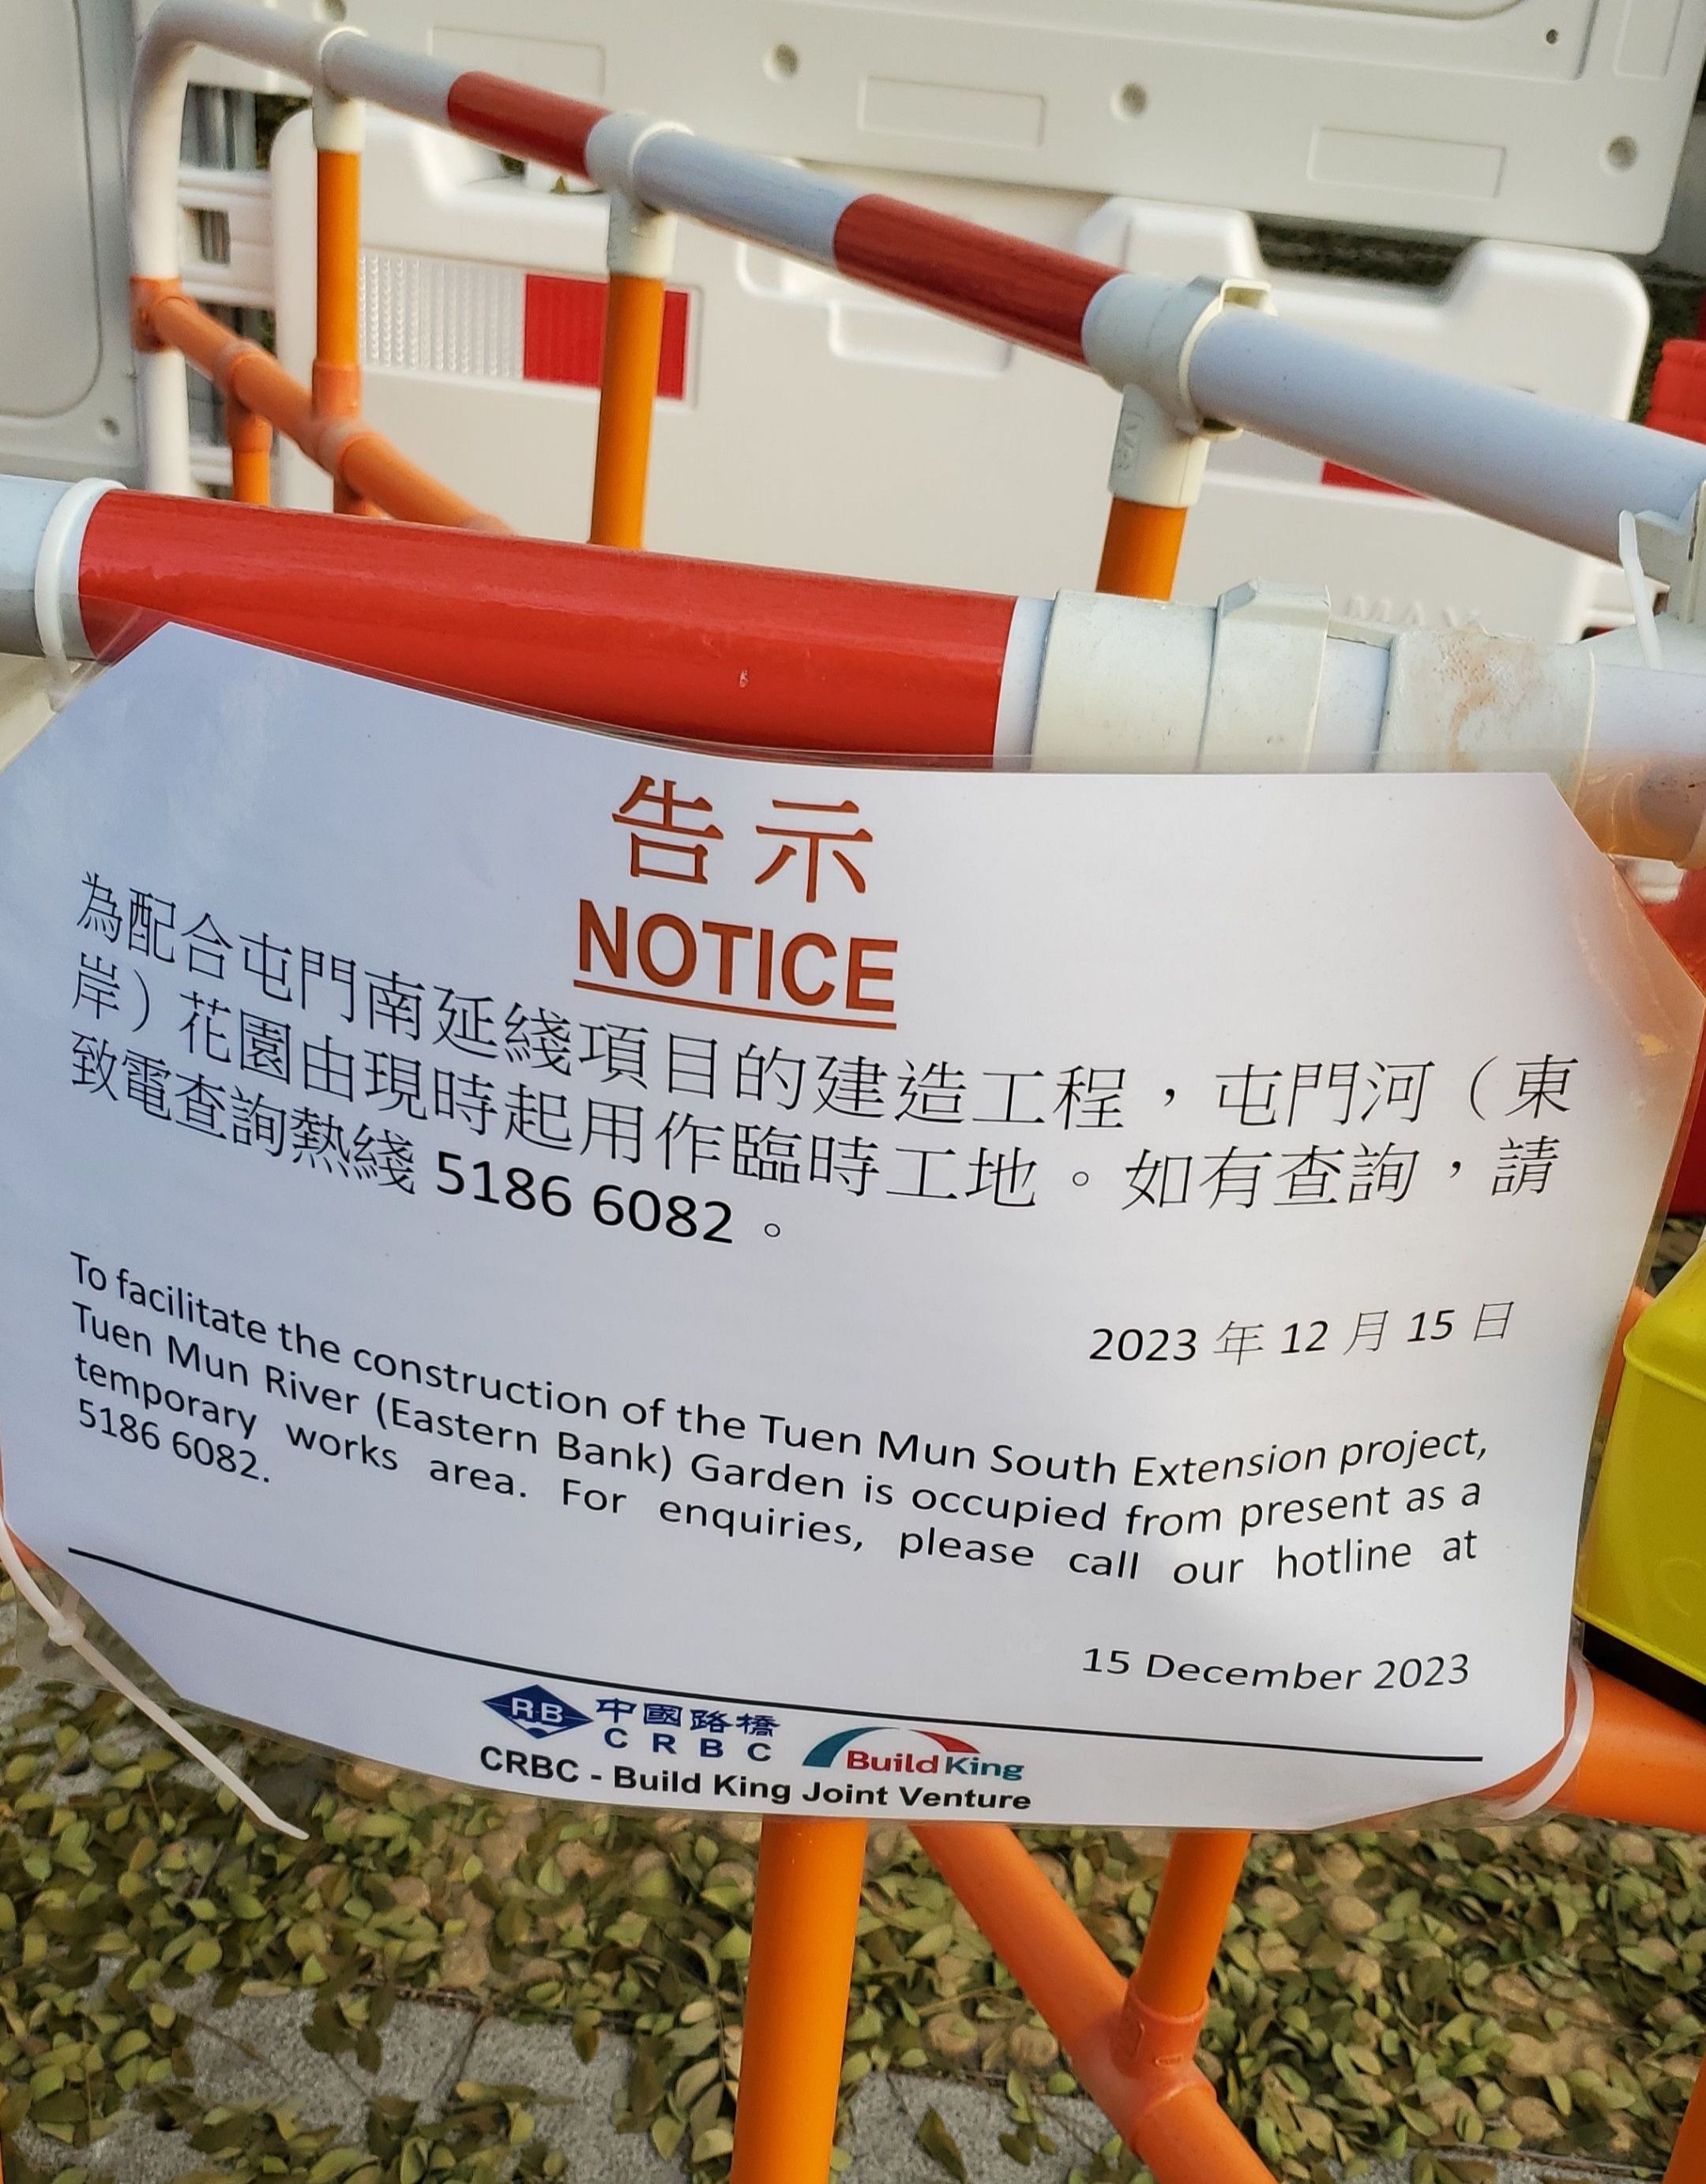 告示
NOTICE
為配合屯門南延綫項目的建造工程，屯門河（東
岸）花園由現時起用作臨時工地。如有查詢，請
致電查詢熱綫 5186 6082。
2023 年 12 月 15 日
To facilitate the construction of the Tuen Mun South Extension project,
Tuen Mun River (Eastern Bank) Garden is occupied from present as a
temporary works area. For enquiries, please call our hotline at
5186 6082.
15 December 2023
RB 中國路橋
CRBC
Build King
CRBC - Build King Joint Venture